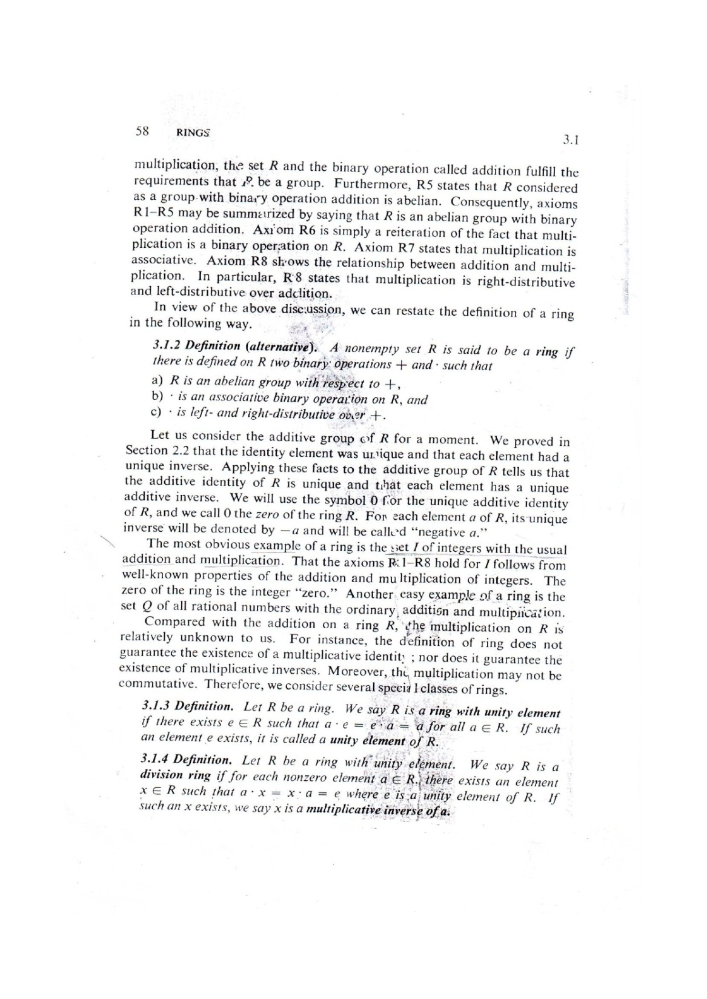 58 RINGS
3.1
multiplication, the set R and the binary operation called addition fulfill the
requirements that R be a group. Furthermore, R5 states that R considered
as a group with binary operation addition is abelian. Consequently, axioms
R1–R5 may be summarized by saying that R is an abelian group with binary
operation addition. Axiom R6 is simply a reiteration of the fact that multi-
plication is a binary operation on R. Axiom R7 states that multiplication is
associative. Axiom R8 shows the relationship between addition and multi-
plication. In particular, R8 states that multiplication is right-distributive
and left-distributive over addition.
In view of the above discussion, we can restate the definition of a ring
in the following way.
3.1.2 Definition (alternative). A nonempty set R is said to be a ring if
there is defined on R two binary operations + and · such that
a) R is an abelian group with respect to +,
b) · is an associative binary operation on R, and
c) · is left- and right-distributive over +.
Let us consider the additive group of R for a moment. We proved in
Section 2.2 that the identity element was unique and that each element had a
unique inverse. Applying these facts to the additive group of R tells us that
the additive identity of R is unique and that each element has a unique
additive inverse. We will use the symbol 0 for the unique additive identity
of R, and we call 0 the zero of the ring R. For each element a of R, its unique
inverse will be denoted by −a and will be called “negative a.”
The most obvious example of a ring is the set I of integers with the usual
addition and multiplication. That the axioms R1–R8 hold for I follows from
well-known properties of the addition and multiplication of integers. The
zero of the ring is the integer “zero.” Another easy example of a ring is the
set Q of all rational numbers with the ordinary addition and multiplication.
Compared with the addition on a ring R, the multiplication on R is
relatively unknown to us. For instance, the definition of ring does not
guarantee the existence of a multiplicative identity; nor does it guarantee the
existence of multiplicative inverses. Moreover, the multiplication may not be
commutative. Therefore, we consider several special classes of rings.
3.1.3 Definition. Let R be a ring. We say R is a ring with unity element
if there exists e ∈ R such that a · e = e · a = a for all a ∈ R. If such
an element e exists, it is called a unity element of R.
3.1.4 Definition. Let R be a ring with unity element. We say R is a
division ring if for each nonzero element a ∈ R, there exists an element
x ∈ R such that a · x = x · a = e where e is a unity element of R. If
such an x exists, we say x is a multiplicative inverse of a.